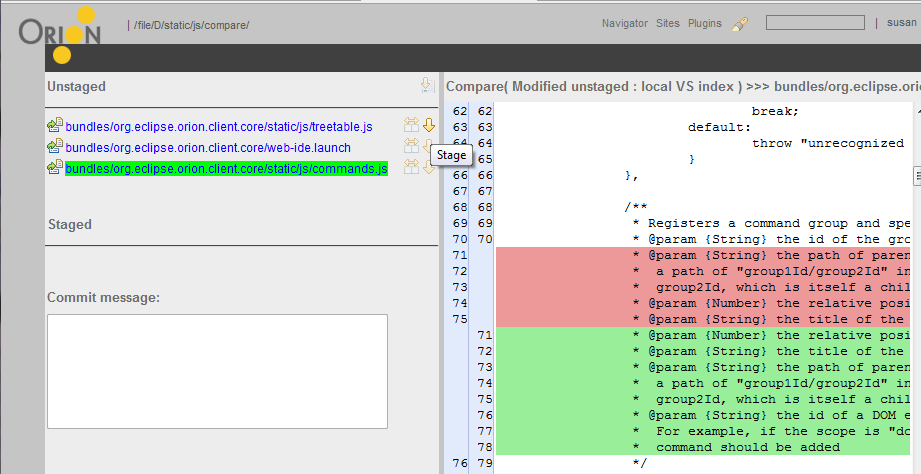 ORION
| /file/D/static/js/compare/
Navigator Sites Plugins
| susan
Unstaged
bundles/org.eclipse.orion.client.core/static/js/treetable.js
bundles/org.eclipse.orion.client.core/web-ide.launch
Stage
bundles/org.eclipse.orion.client.core/static/js/commands.js
Staged
Commit message:
Compare( Modified unstaged : local VS index ) >>> bundles/org.eclipse.orio
62 62 break;
63 63 default:
64 64 throw "unrecognized
65 65 }
66 66 },
67 67
68 68 /**
69 69 * Registers a command group and spe
70 70 * @param {String} the id of the gro
71 * @param {String} the path of paren
72 * a path of "group1Id/group2Id" in
73 * group2Id, which is itself a chil
74 * @param {Number} the relative posi
75 * @param {String} the title of the
71 * @param {Number} the relative posi
72 * @param {String} the title of the
73 * @param {String} the path of paren
74 * a path of "group1Id/group2Id" in
75 * group2Id, which is itself a chil
76 * @param {String} the id of a DOM e
77 * For example, if the scope is "do
78 * command should be added
76 79 */